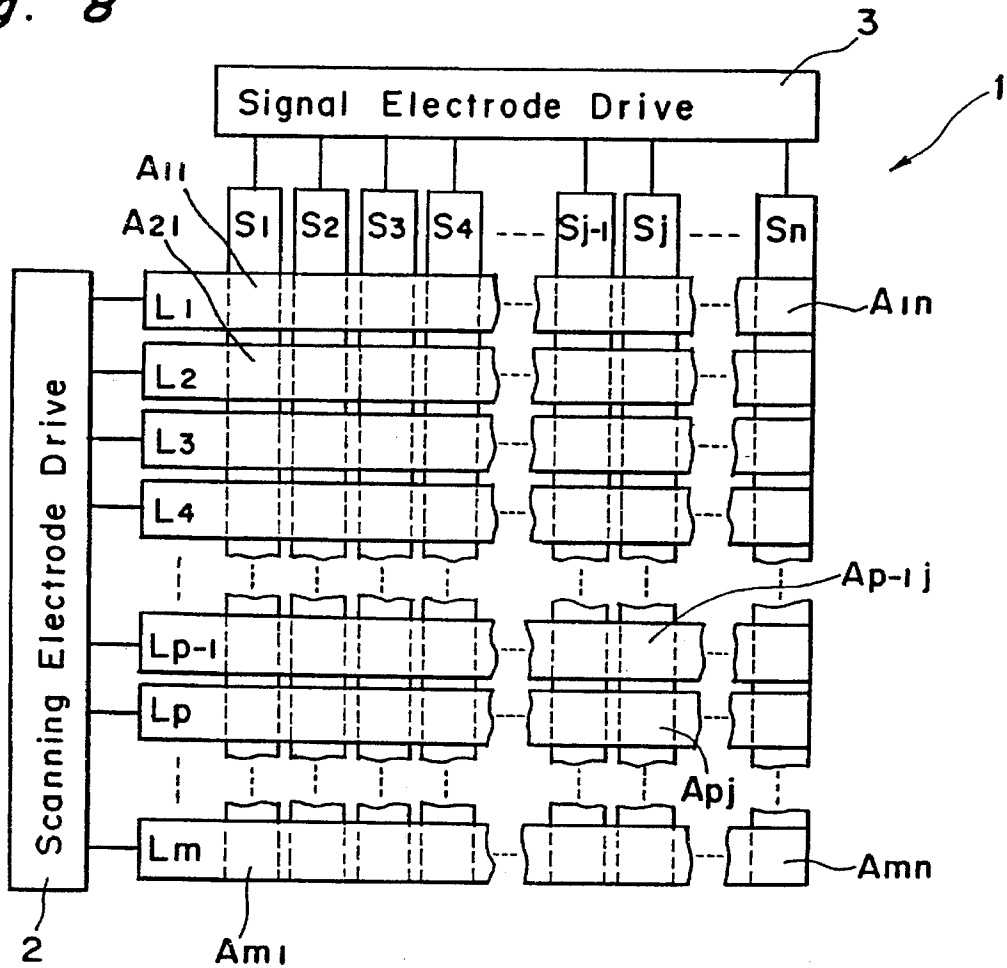 g. 8
3
Signal Electrode Drive
1
A11
A21
S1 S2 S3 S4 Sj-1 Sj Sn
L1
A1n
L2
L3
L4
Scanning Electrode Drive
Ap-1j
Lp-1
Lp
Apj
Lm
Amn
2
Am1